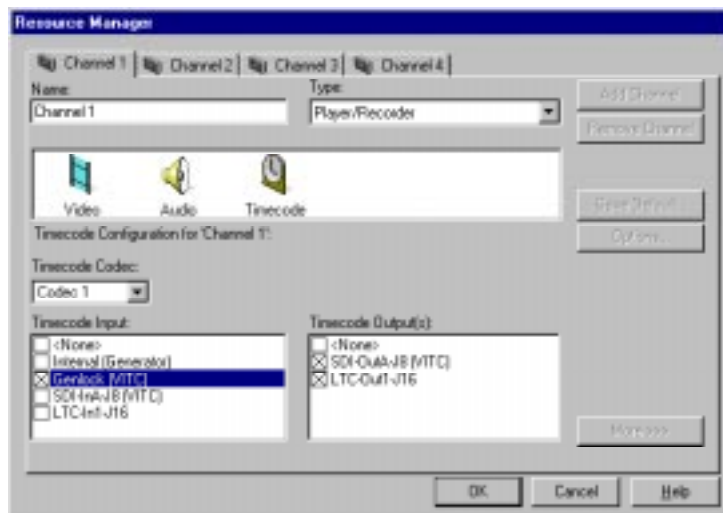 Resource Manager
Channel 1 Channel 2 Channel 3 Channel 4
Name: Type:
Channel 1 Player/Recorder
Add Channel
Remove Channel
Video Audio Timecode
Save Default...
Timecode Configuration for 'Channel 1':
Options...
Timecode Codec:
Codec 1
Timecode Input: Timecode Output(s):
<None> <None>
Internal (Generator) SDI-OutA-J8 (VITC)
Genlock (VITC) LTC-Out1-J16
SDI-InA-J8 (VITC)
LTC-In1-J16
More >>>
OK Cancel Help